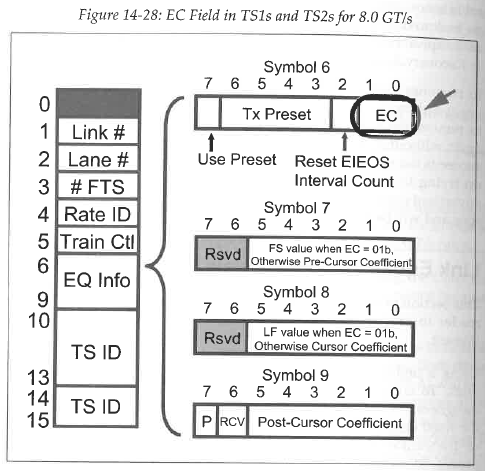 Figure 14-28: EC Field in TS1s and TS2s for 8.0 GT/s
Symbol 6
7 6 5 4 3 2 1 0
Tx Preset
EC
Use Preset
Reset EIEOS
Interval Count
0
1 Link #
2 Lane #
3 # FTS
4 Rate ID
5 Train Ctl
6
EQ Info
9
10
TS ID
13
14
TS ID
15
Symbol 7
7 6 5 4 3 2 1 0
Rsvd
FS value when EC = 01b,
Otherwise Pre-Cursor Coefficient
Symbol 8
7 6 5 4 3 2 1 0
Rsvd
LF value when EC = 01b,
Otherwise Cursor Coefficient
Symbol 9
7 6 5 4 3 2 1 0
P RCV Post-Cursor Coefficient